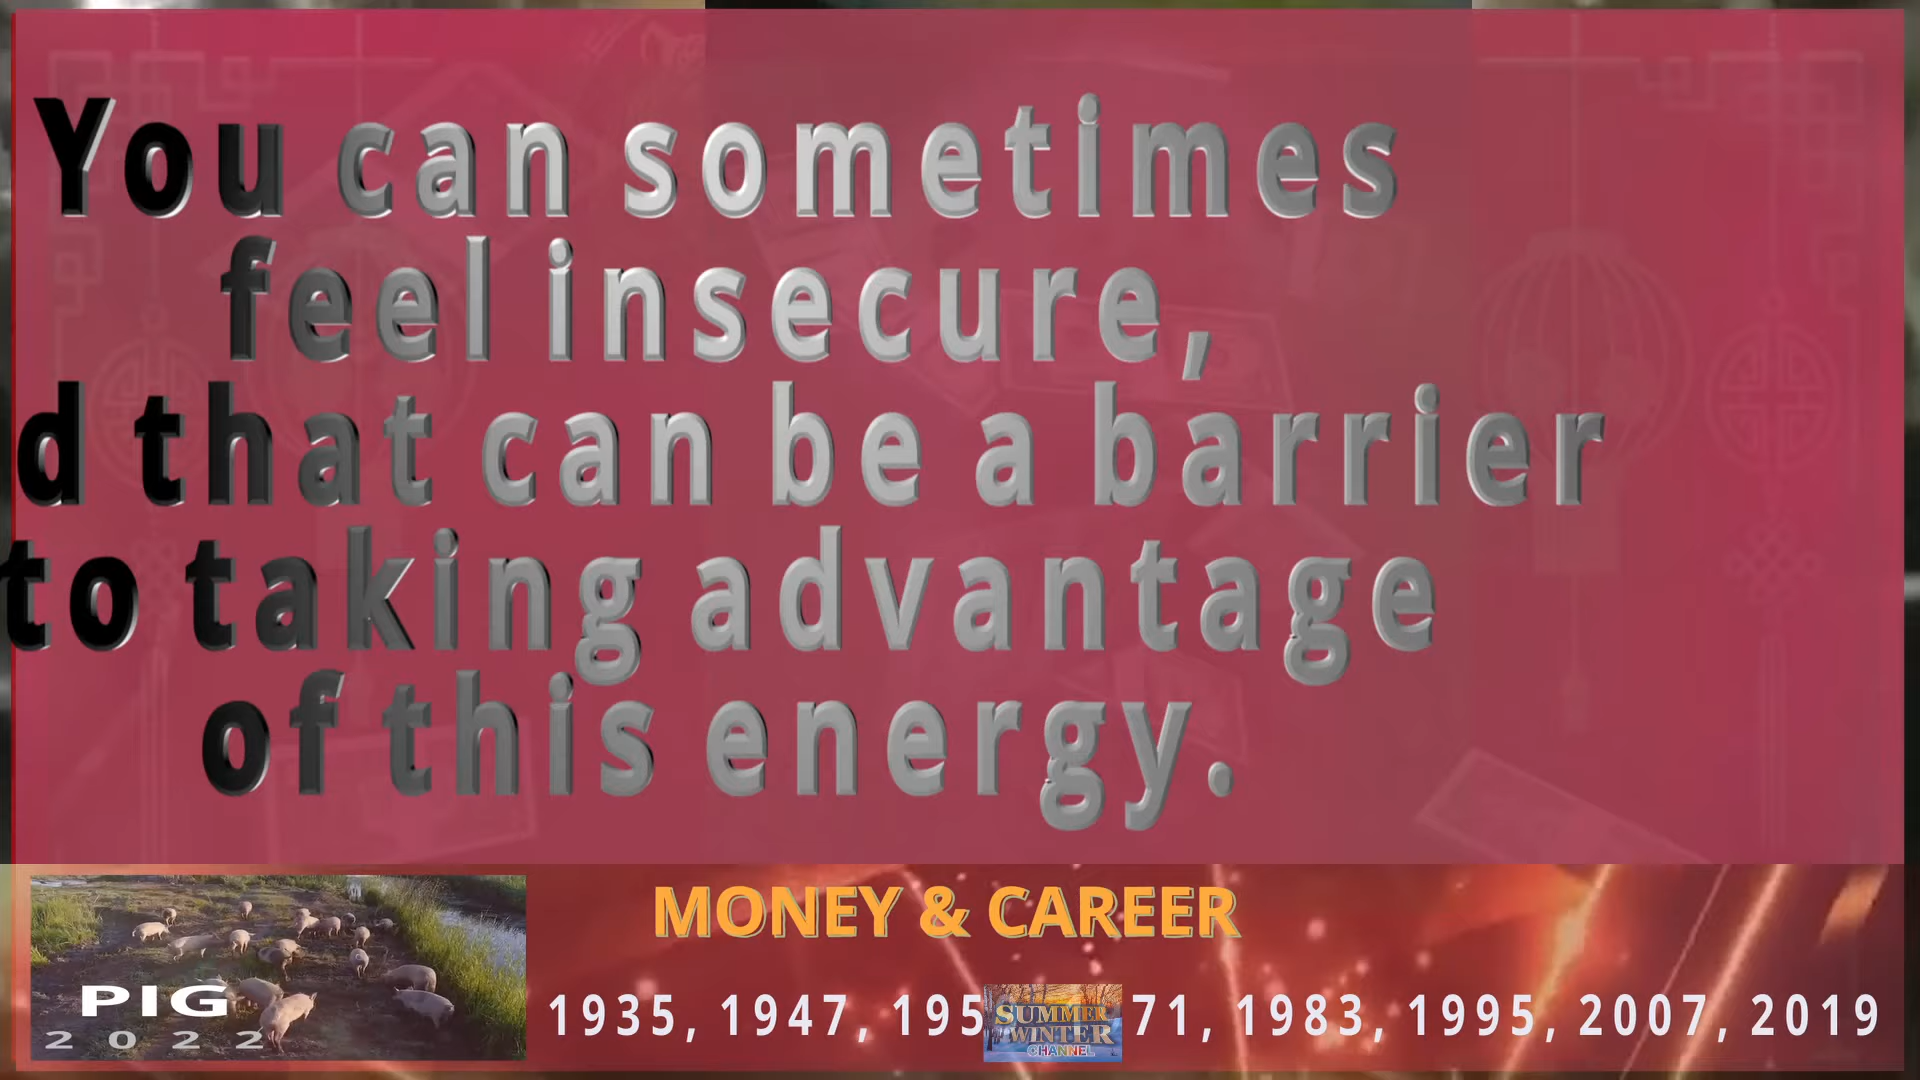 You can sometimes
feel insecure,
d that can be a barrier
to taking advantage
of this energy.
MONEY & CAREER
PIG
2022
1935, 1947, 195
71, 1983, 1995, 2007, 2019
SUMMER
WINTER
CHANNEL